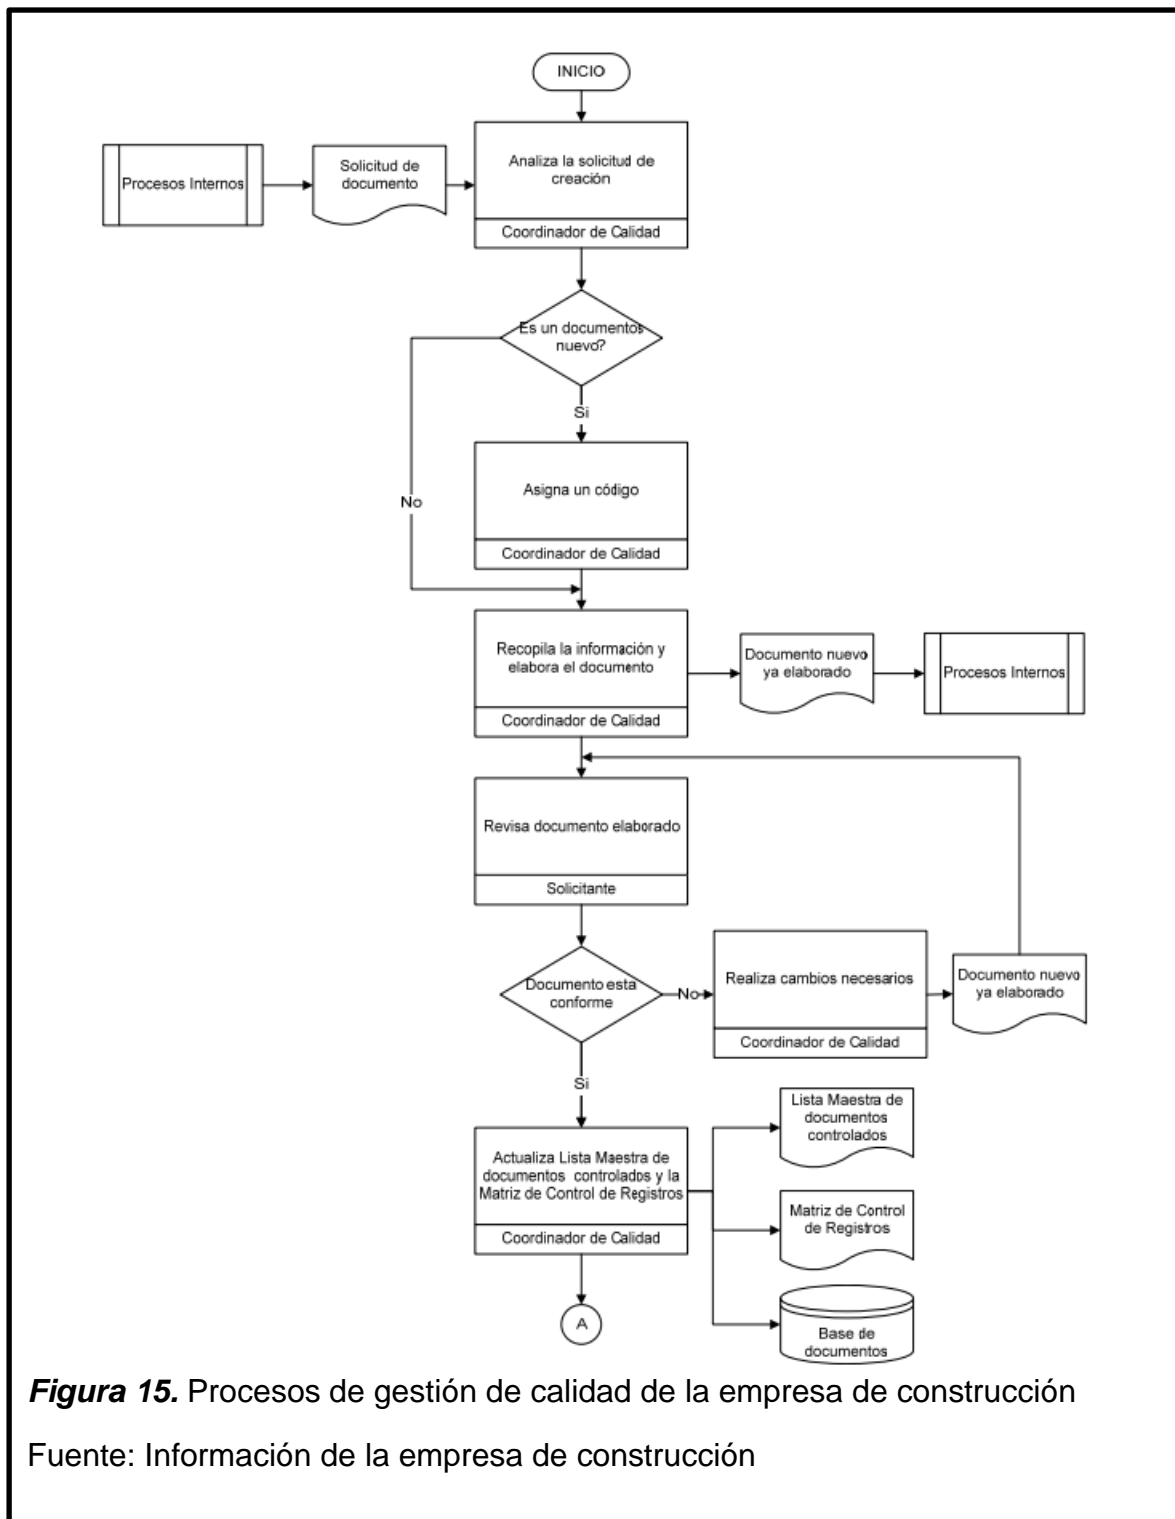 INICIO
Procesos Internos
Solicitud de
documento
Analiza la solicitud de
creación
Coordinador de Calidad
Es un documentos
nuevo?
Si
No
Asigna un código
Coordinador de Calidad
Recopila la información y
elabora el documento
Coordinador de Calidad
Documento nuevo
ya elaborado
Procesos Internos
Revisa documento elaborado
Solicitante
Documento esta
conforme
No
Realiza cambios necesarios
Coordinador de Calidad
Documento nuevo
ya elaborado
Si
Actualiza Lista Maestra de
documentos controlados y la
Matriz de Control de Registros
Coordinador de Calidad
Lista Maestra de
documentos
controlados
Matriz de Control
de Registros
Base de
documentos
A
Figura 15. Procesos de gestión de calidad de la empresa de construcción
Fuente: Información de la empresa de construcción